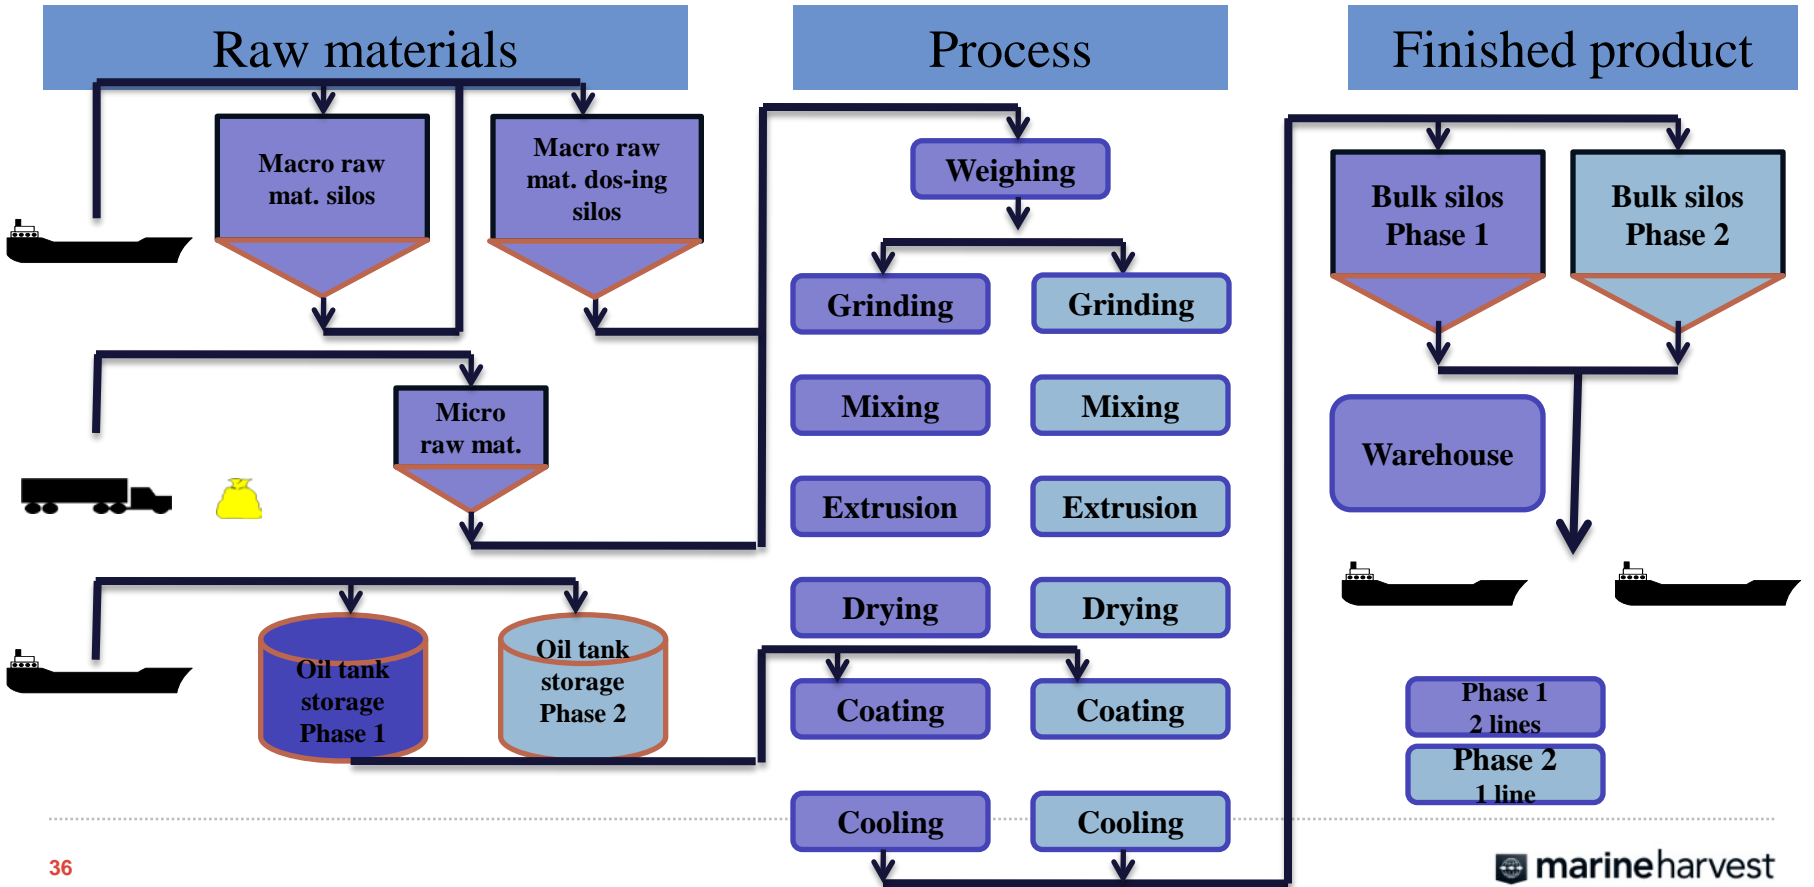 Raw materials
Process
Finished product
Macro raw
mat. silos
Macro raw
mat. dos-ing
silos
Micro
raw mat.
Oil tank
storage
Phase 1
Oil tank
storage
Phase 2
Weighing
Grinding
Grinding
Mixing
Mixing
Extrusion
Extrusion
Drying
Drying
Coating
Coating
Cooling
Cooling
Bulk silos
Phase 1
Bulk silos
Phase 2
Warehouse
Phase 1
2 lines
Phase 2
1 line
36
marineharvest